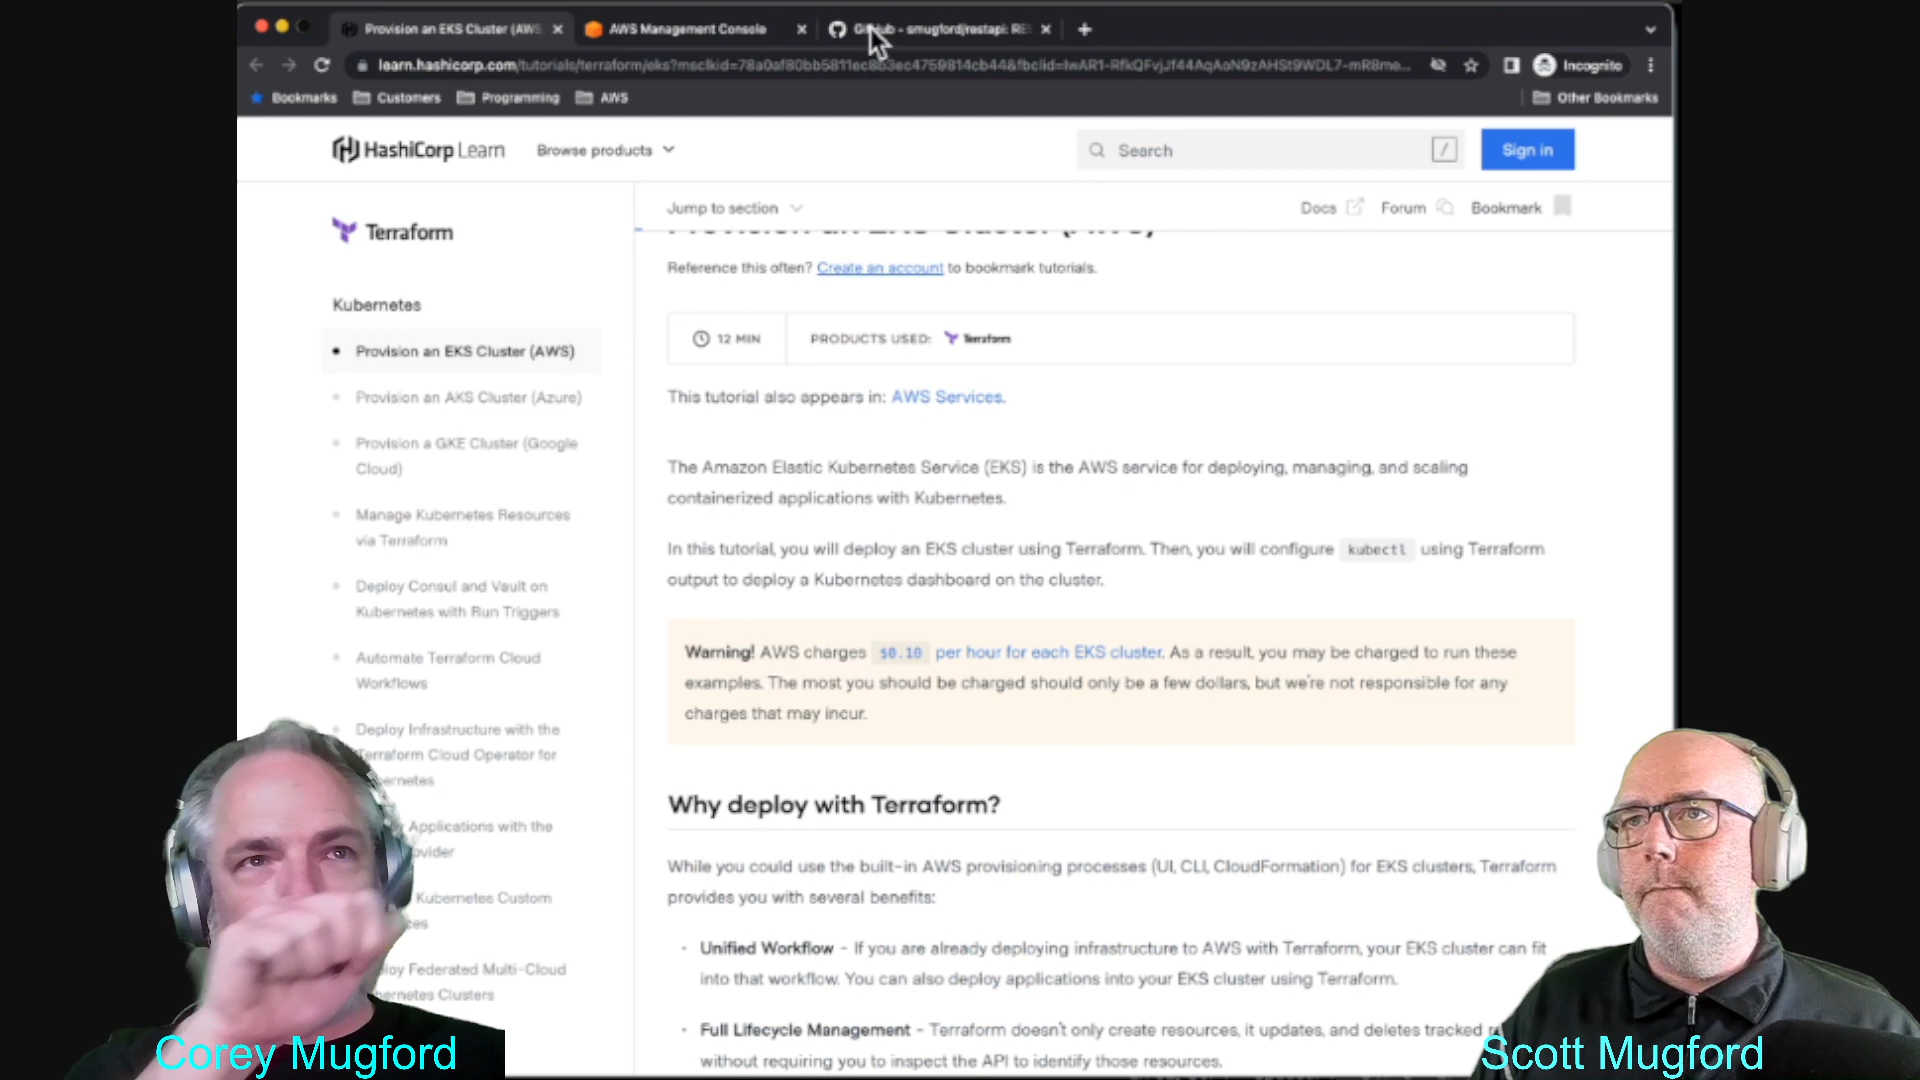 Provision an EKS Cluster (AWS
AWS Management Console
GitHub - smugford/restapi: RE
learn.hashicorp.com/tutorials/terraform/eks?msclkid=78a0af80bb5811ec8b3ec4759814cb44&fbclid=IwAR1-RfkQFvjJf44AqAoN9zAHSt9WDL7-mR8me...
Incognito
Bookmarks
Customers
Programming
AWS
Other Bookmarks
HashiCorp Learn
Browse products
Search
/
Sign in
Jump to section
Docs
Forum
Bookmark
Terraform
Provision an EKS Cluster (AWS)
Reference this often? Create an account to bookmark tutorials.
Kubernetes
Provision an EKS Cluster (AWS)
Provision an AKS Cluster (Azure)
Provision a GKE Cluster (Google
Cloud)
Manage Kubernetes Resources
via Terraform
Deploy Consul and Vault on
Kubernetes with Run Triggers
Automate Terraform Cloud
Workflows
Deploy Infrastructure with the
Terraform Cloud Operator for
ernetes
Applications with the
ovider
Kubernetes Custom
ces
loy Federated Multi-Cloud
ernetes Clusters
12 MIN
PRODUCTS USED:
Terraform
This tutorial also appears in: AWS Services.
The Amazon Elastic Kubernetes Service (EKS) is the AWS service for deploying, managing, and scaling
containerized applications with Kubernetes.
In this tutorial, you will deploy an EKS cluster using Terraform. Then, you will configure kubectl using Terraform
output to deploy a Kubernetes dashboard on the cluster.
Warning! AWS charges $0.10 per hour for each EKS cluster. As a result, you may be charged to run these
examples. The most you should be charged should only be a few dollars, but we're not responsible for any
charges that may incur.
Why deploy with Terraform?
While you could use the built-in AWS provisioning processes (UI, CLI, CloudFormation) for EKS clusters, Terraform
provides you with several benefits:
Unified Workflow - If you are already deploying infrastructure to AWS with Terraform, your EKS cluster can fit
into that workflow. You can also deploy applications into your EKS cluster using Terraform.
Full Lifecycle Management - Terraform doesn't only create resources, it updates, and deletes tracked
without requiring you to inspect the API to identify those resources.
Corey Mugford
Scott Mugford